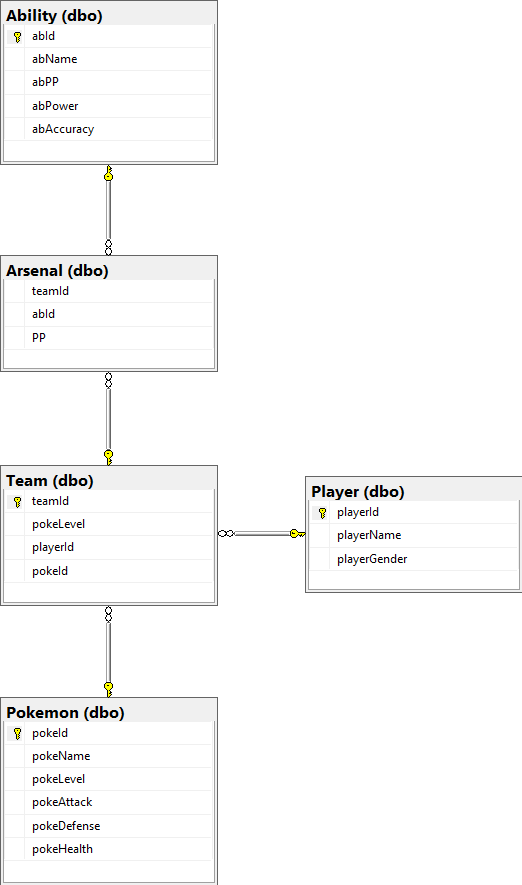 Ability (dbo)
abId
abName
abPP
abPower
abAccuracy
Arsenal (dbo)
teamId
abId
PP
Team (dbo)
teamId
pokeLevel
playerId
pokeId
Player (dbo)
playerId
playerName
playerGender
Pokemon (dbo)
pokeId
pokeName
pokeLevel
pokeAttack
pokeDefense
pokeHealth